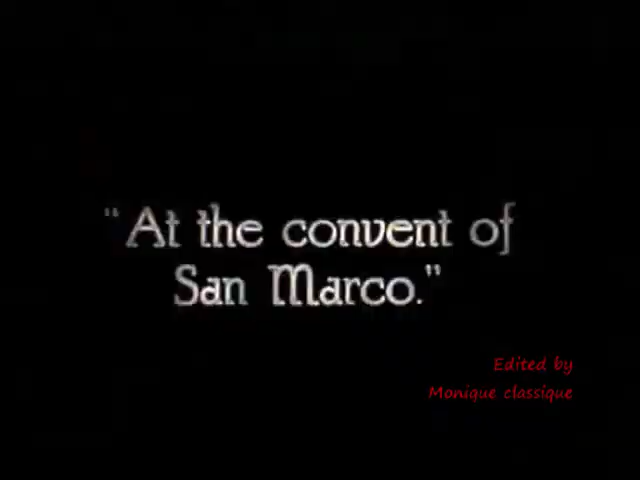 "At the convent of
San Marco."
Edited by
Monique classique